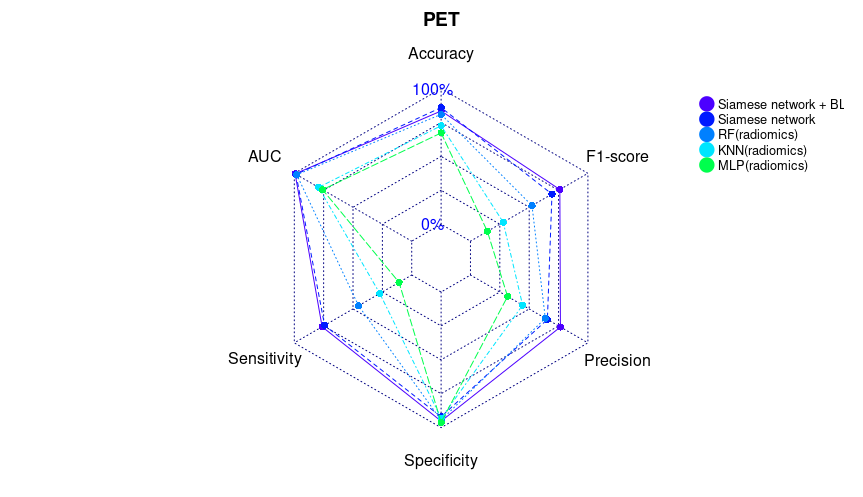 PET
Accuracy
100%
Siamese network + BL
Siamese network
RF(radiomics)
KNN(radiomics)
MLP(radiomics)
AUC
F1-score
0%
Sensitivity
Precision
Specificity